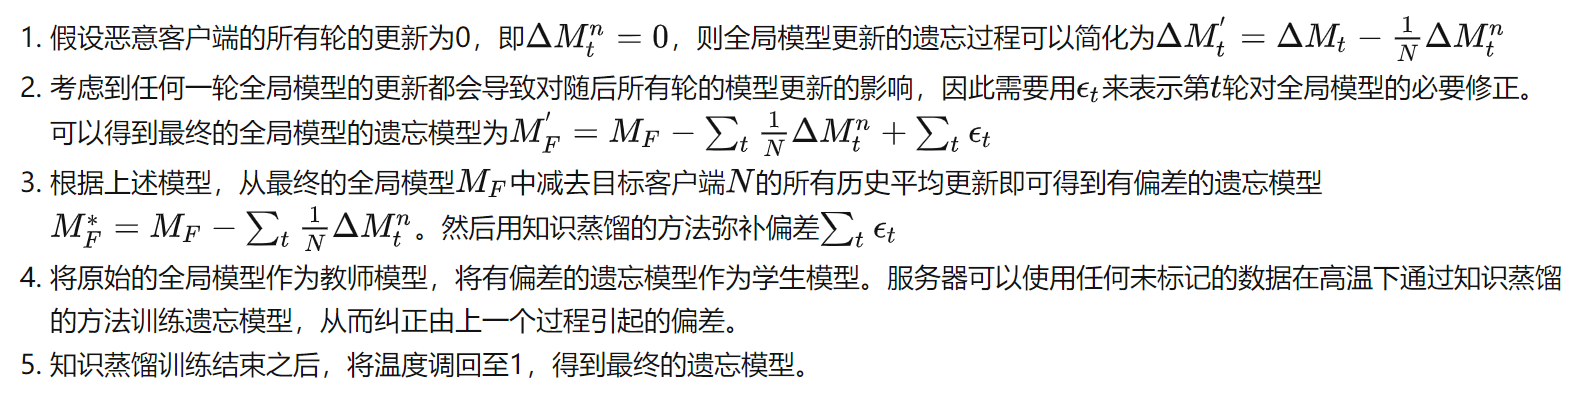 1. 假设恶意客户端的所有轮的更新为0，即$\Delta M_t^n = 0$，则全局模型更新的遗忘过程可以简化为$\Delta M_t^{'} = \Delta M_t - \frac{1}{N} \Delta M_t^n$
2. 考虑到任何一轮全局模型的更新都会导致对随后所有轮的模型更新的影响，因此需要用$\epsilon_t$来表示第$t$轮对全局模型的必要修正。
可以得到最终的全局模型的遗忘模型为$M_F^{'} = M_F - \sum_t \frac{1}{N} \Delta M_t^n + \sum_t \epsilon_t$
3. 根据上述模型，从最终的全局模型$M_F$中减去目标客户端$N$的所有历史平均更新即可得到有偏差的遗忘模型
$M_F^* = M_F - \sum_t \frac{1}{N} \Delta M_t^n$。然后用知识蒸馏的方法弥补偏差$\sum_t \epsilon_t$
4. 将原始的全局模型作为教师模型，将有偏差的遗忘模型作为学生模型。服务器可以使用任何未标记的数据在高温下通过知识蒸馏
的方法训练遗忘模型，从而纠正由上一个过程引起的偏差。
5. 知识蒸馏训练结束之后，将温度调回至1，得到最终的遗忘模型。